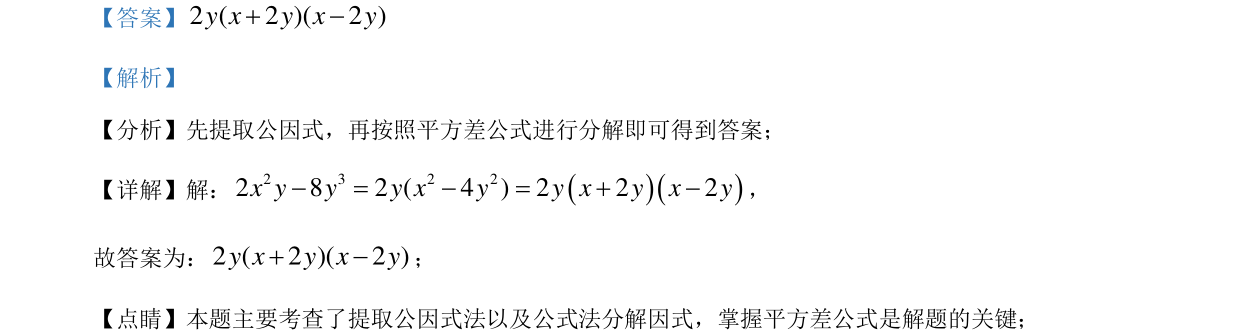 【答案】2y(x+2y)(x−2y)
【解析】
【分析】先提取公因式，再按照平方差公式进行分解即可得到答案；
【详解】解：2x²y−8y³=2y(x²−4y²)=2y(x+2y)(x−2y)，
故答案为：2y(x+2y)(x−2y)；
【点睛】本题主要考查了提取公因式法以及公式法分解因式，掌握平方差公式是解题的关键；